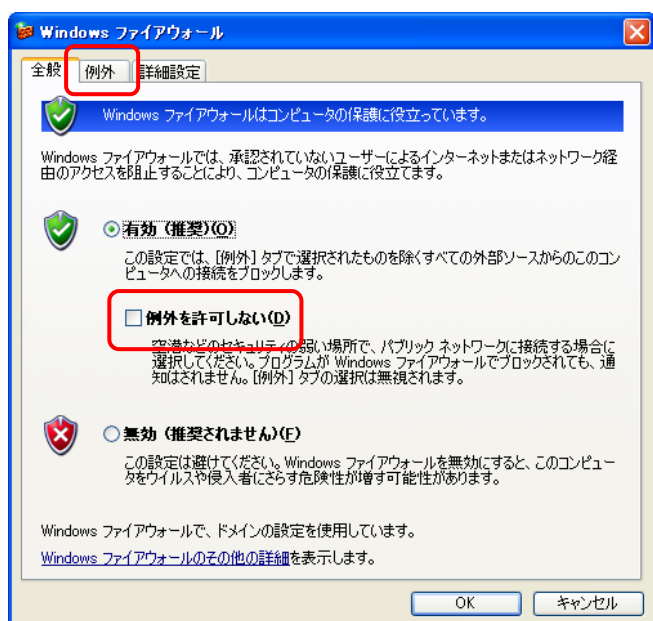 Windows ファイアウォール
全般 例外 詳細設定
Windows ファイアウォールはコンピュータの保護に役立っています。
Windows ファイアウォールでは、承認されていないユーザーによるインターネットまたはネットワーク経
由のアクセスを阻止することにより、コンピュータの保護に役立てます。
有効 (推奨)(O)
この設定では、[例外] タブで選択されたものを除くすべての外部ソースからのこのコン
ピュータへの接続をブロックします。
例外を許可しない(D)
空港などのセキュリティの弱い場所で、パブリック ネットワークに接続する場合に
選択してください。プログラムが Windows ファイアウォールでブロックされても、通
知はされません。[例外] タブの選択は無視されます。
無効 (推奨されません)(F)
この設定は避けてください。Windows ファイアウォールを無効にすると、このコンピュー
タをウイルスや侵入者にさらす危険性が増す可能性があります。
Windows ファイアウォールで、ドメインの設定を使用しています。
Windows ファイアウォールのその他の詳細を表示します。
OK キャンセル